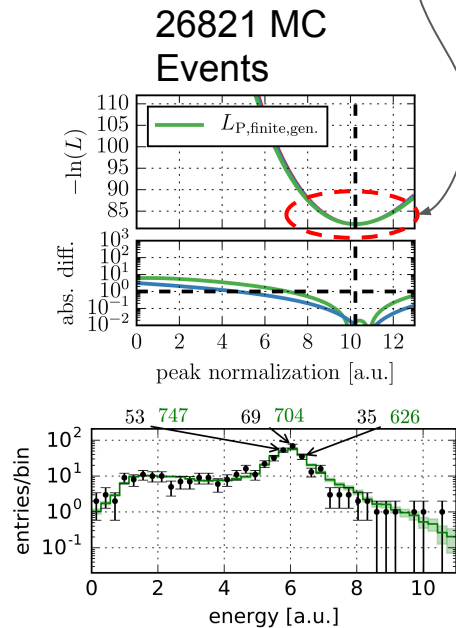 26821 MC
Events
110
105
100
95
90
85
−ln(L)
L_P,finite,gen.
10^3
10^2
10^1
10^0
10^-1
10^-2
abs. diff.
0 2 4 6 8 10 12
peak normalization [a.u.]
53 747 69 704 35 626
10^2
10^1
10^0
10^-1
entries/bin
0 2 4 6 8 10
energy [a.u.]